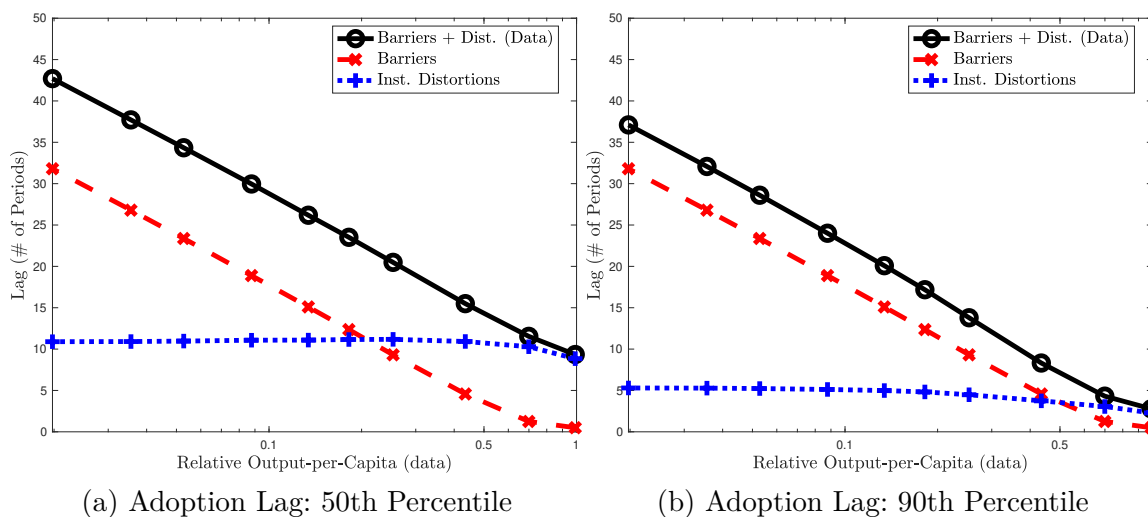 50
45
40
35
30
25
20
15
10
5
0
Lag (# of Periods)
Barriers + Dist. (Data)
Barriers
Inst. Distortions
0.1
0.5
1
Relative Output-per-Capita (data)
(a) Adoption Lag: 50th Percentile
50
45
40
35
30
25
20
15
10
5
0
Lag (# of Periods)
Barriers + Dist. (Data)
Barriers
Inst. Distortions
0.1
0.5
Relative Output-per-Capita (data)
(b) Adoption Lag: 90th Percentile